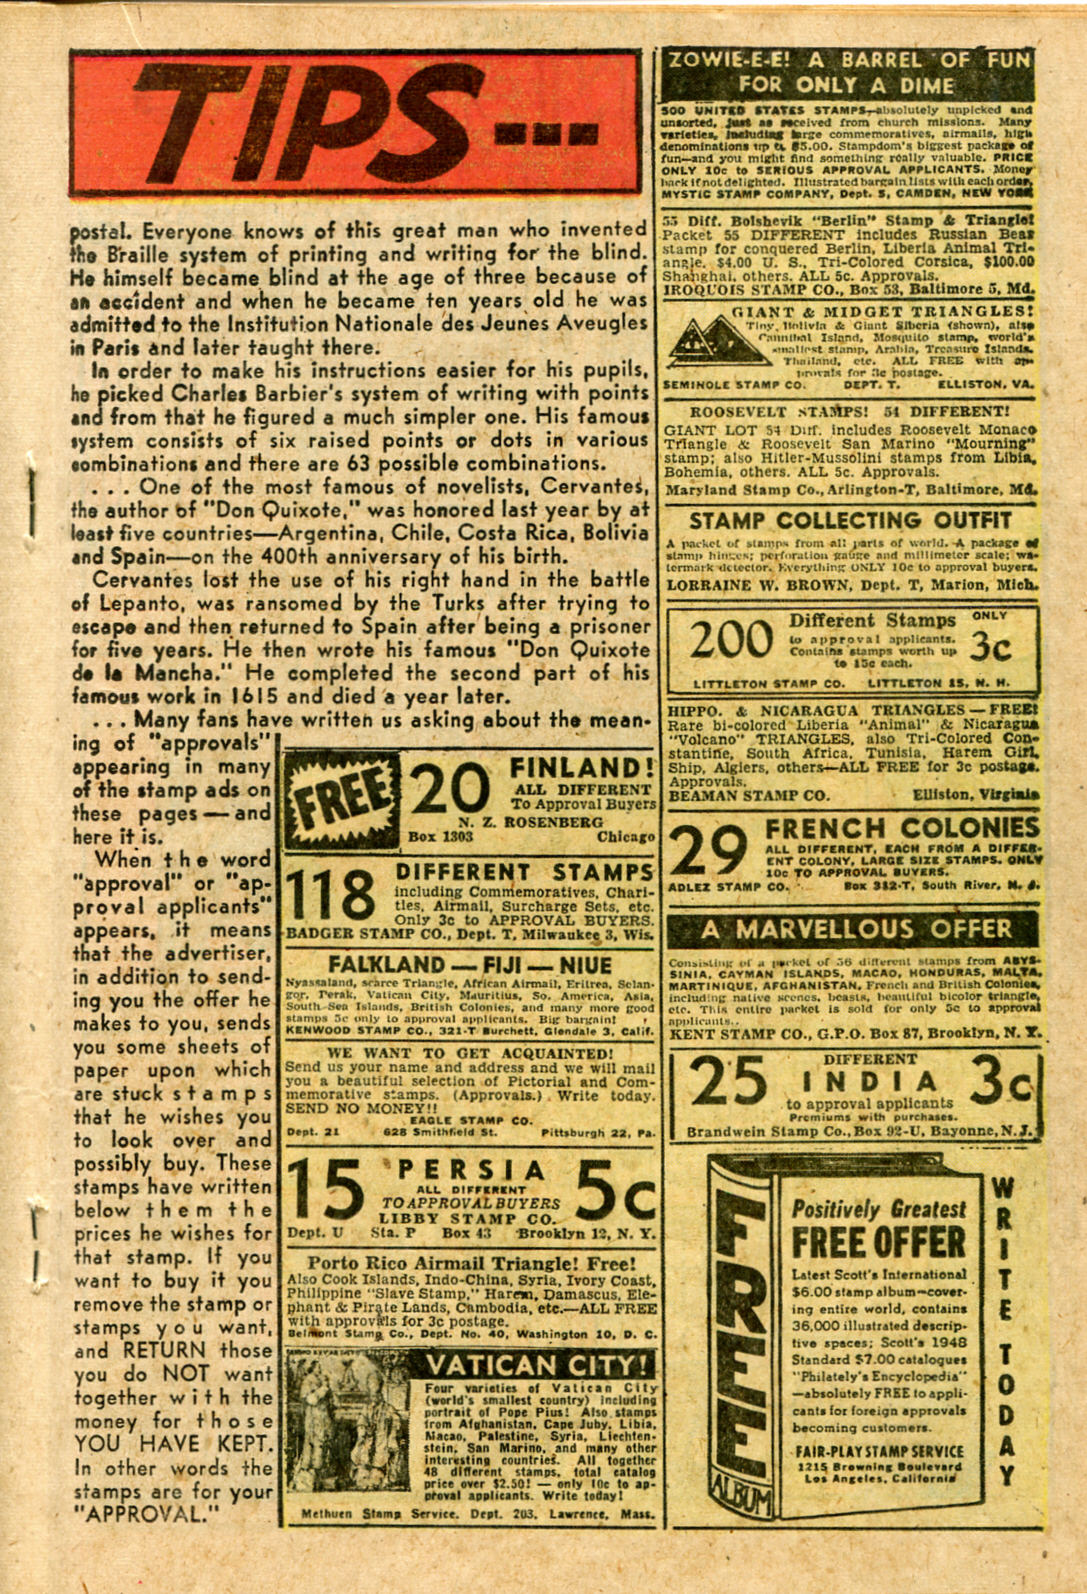 TIPS---
postal. Everyone knows of this great man who invented
the Braille system of printing and writing for the blind.
He himself became blind at the age of three because of
an accident and when he became ten years old he was
admitted to the Institution Nationale des Jeunes Aveugles
in Paris and later taught there.
In order to make his instructions easier for his pupils,
he picked Charles Barbier's system of writing with points
and from that he figured a much simpler one. His famous
system consists of six raised points or dots in various
combinations and there are 63 possible combinations.
. . . One of the most famous of novelists, Cervantes,
the author of "Don Quixote," was honored last year by at
least five countries—Argentina, Chile, Costa Rica, Bolivia
and Spain—on the 400th anniversary of his birth.
Cervantes lost the use of his right hand in the battle
of Lepanto, was ransomed by the Turks after trying to
escape and then returned to Spain after being a prisoner
for five years. He then wrote his famous "Don Quixote
de la Mancha." He completed the second part of his
famous work in 1615 and died a year later.
. . . Many fans have written us asking about the mean-
ing of "approvals"
appearing in many
of the stamp ads on
these pages — and
here it is.
When the word
"approval" or "ap-
proval applicants"
appears, it means
that the advertiser,
in addition to send-
ing you the offer he
makes to you, sends
you some sheets of
paper upon which
are stuck stamps
that he wishes you
to look over and
possibly buy. These
stamps have written
below them the
prices he wishes for
that stamp. If you
want to buy it you
remove the stamp or
stamps you want,
and RETURN those
you do NOT want
together with the
money for those
YOU HAVE KEPT.
In other words the
stamps are for your
"APPROVAL."
FREE
20
FINLAND!
ALL DIFFERENT
To Approval Buyers
N. Z. ROSENBERG
Box 1303 Chicago
118
DIFFERENT STAMPS
including Commemoratives, Chari-
ties, Airmail, Surcharge Sets, etc.
Only 3c to APPROVAL BUYERS.
BADGER STAMP CO., Dept. T, Milwaukee 3, Wis.
FALKLAND — FIJI — NIUE
Nyassaland, scarce Triangle, African Airmail, Eritrea, Selan-
gor, Perak, Vatican City, Mauritius, So. America, Asia,
South Sea Islands, British Colonies, and many more good
stamps 5c only to approval applicants. Big bargain!
KENWOOD STAMP CO., 321-T Burchett, Glendale 3, Calif.
WE WANT TO GET ACQUAINTED!
Send us your name and address and we will mail
you a beautiful selection of Pictorial and Com-
memorative stamps. (Approvals.) Write today.
SEND NO MONEY!!
EAGLE STAMP CO.
Dept. 21 628 Smithfield St. Pittsburgh 22, Pa.
15
PERSIA
ALL DIFFERENT
TO APPROVAL BUYERS
5c
LIBBY STAMP CO.
Dept. U Sta. P Box 43 Brooklyn 12, N. Y.
Porto Rico Airmail Triangle! Free!
Also Cook Islands, Indo-China, Syria, Ivory Coast,
Philippine "Slave Stamp," Harem, Damascus, Ele-
phant & Pirate Lands, Cambodia, etc.—ALL FREE
with approvals for 3c postage.
Belmont Stamp Co., Dept. No. 40, Washington 10, D. C.
VATICAN CITY!
Four varieties of Vatican City
(world's smallest country) including
portrait of Pope Pius! Also stamps
from Afghanistan, Cape Juby, Libia,
Macao, Palestine, Syria, Liechten-
stein, San Marino, and many other
interesting countries. All together
48 different stamps, total catalog
price over $2.50! — only 10c to ap-
proval applicants. Write today!
Methuen Stamp Service. Dept. 203, Lawrence, Mass.
ZOWIE-E-E! A BARREL OF FUN
FOR ONLY A DIME
500 UNITED STATES STAMPS—absolutely unpicked and
unsorted, just as received from church missions. Many
varieties, including large commemoratives, airmails, high
denominations up to $5.00. Stampdom's biggest package of
fun—and you might find something really valuable. PRICE
ONLY 10c to SERIOUS APPROVAL APPLICANTS. Money
back if not delighted. Illustrated bargain lists with each order.
MYSTIC STAMP COMPANY, Dept. 5, CAMDEN, NEW YORK
55 Diff. Bolshevik "Berlin" Stamp & Triangle!
Packet 55 DIFFERENT includes Russian Bear
stamp for conquered Berlin, Liberia Animal Tri-
angle, $4.00 U. S., Tri-Colored Corsica, $100.00
Shanghai, others. ALL 5c. Approvals.
IROQUOIS STAMP CO., Box 53, Baltimore 5, Md.
GIANT & MIDGET TRIANGLES!
Tiny Bolivia & Giant Siberia (shown), also
Cannibal Island, Mosquito stamp, world's
smallest stamp, Arabia, Treasure Islands,
Thailand, etc. ALL FREE with ap-
provals for 3c postage.
SEMINOLE STAMP CO. DEPT. T. ELLISTON, VA.
ROOSEVELT STAMPS! 54 DIFFERENT!
GIANT LOT 54 Diff. includes Roosevelt Monaco
Triangle & Roosevelt San Marino "Mourning"
stamp; also Hitler-Mussolini stamps from Libia,
Bohemia, others. ALL 5c. Approvals.
Maryland Stamp Co., Arlington-T, Baltimore, Md.
STAMP COLLECTING OUTFIT
A packet of stamps from all parts of world. A package of
stamp hinges; perforation gauge and millimeter scale; wa-
termark detector. Everything ONLY 10c to approval buyers.
LORRAINE W. BROWN, Dept. T, Marion, Mich.
200
Different Stamps
to approval applicants.
Contains stamps worth up
to 15c each.
ONLY
3c
LITTLETON STAMP CO. LITTLETON 15, N. H.
HIPPO. & NICARAGUA TRIANGLES — FREE!
Rare bi-colored Liberia "Animal" & Nicaragua
"Volcano" TRIANGLES, also Tri-Colored Con-
stantine, South Africa, Tunisia, Harem Girl,
Ship, Algiers, others—ALL FREE for 3c postage.
Approvals.
BEAMAN STAMP CO. Elliston, Virginia
29
FRENCH COLONIES
ALL DIFFERENT, EACH FROM A DIFFER-
ENT COLONY, LARGE SIZE STAMPS. ONLY
10c TO APPROVAL BUYERS.
ADLEZ STAMP CO. Box 312-T, South River, N. J.
A MARVELLOUS OFFER
Consisting of a packet of 56 different stamps from ABYS-
SINIA, CAYMAN ISLANDS, MACAO, HONDURAS, MALTA,
MARTINIQUE, AFGHANISTAN, French and British Colonies,
including native scenes, beasts, beautiful bicolor triangle,
etc. This entire packet is sold for only 5c to approval
applicants.
KENT STAMP CO., G.P.O. Box 87, Brooklyn, N. Y.
25
DIFFERENT
INDIA
to approval applicants
Premiums with purchases.
3c
Brandwein Stamp Co., Box 92-U, Bayonne, N. J.
FREE
ALBUM
Positively Greatest
FREE OFFER
Latest Scott's International
$6.00 stamp album—cover-
ing entire world, contains
36,000 illustrated descrip-
tive spaces; Scott's 1948
Standard $7.00 catalogues
"Philately's Encyclopedia"
—absolutely FREE to appli-
cants for foreign approvals
becoming customers.
FAIR-PLAY STAMP SERVICE
1215 Browning Boulevard
Los Angeles, California
WRITE TODAY